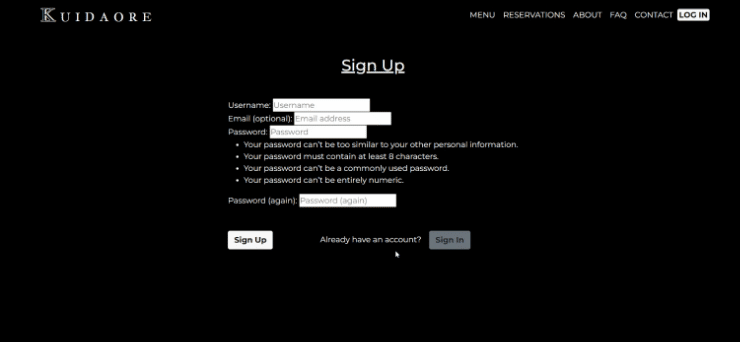 KUIDAORE
MENU RESERVATIONS ABOUT FAQ CONTACT LOG IN
Sign Up
Username: Username
Email (optional): Email address
Password: Password
• Your password can't be too similar to your other personal information.
• Your password must contain at least 8 characters.
• Your password can't be a commonly used password.
• Your password can't be entirely numeric.
Password (again): Password (again)
Sign Up Already have an account? Sign In